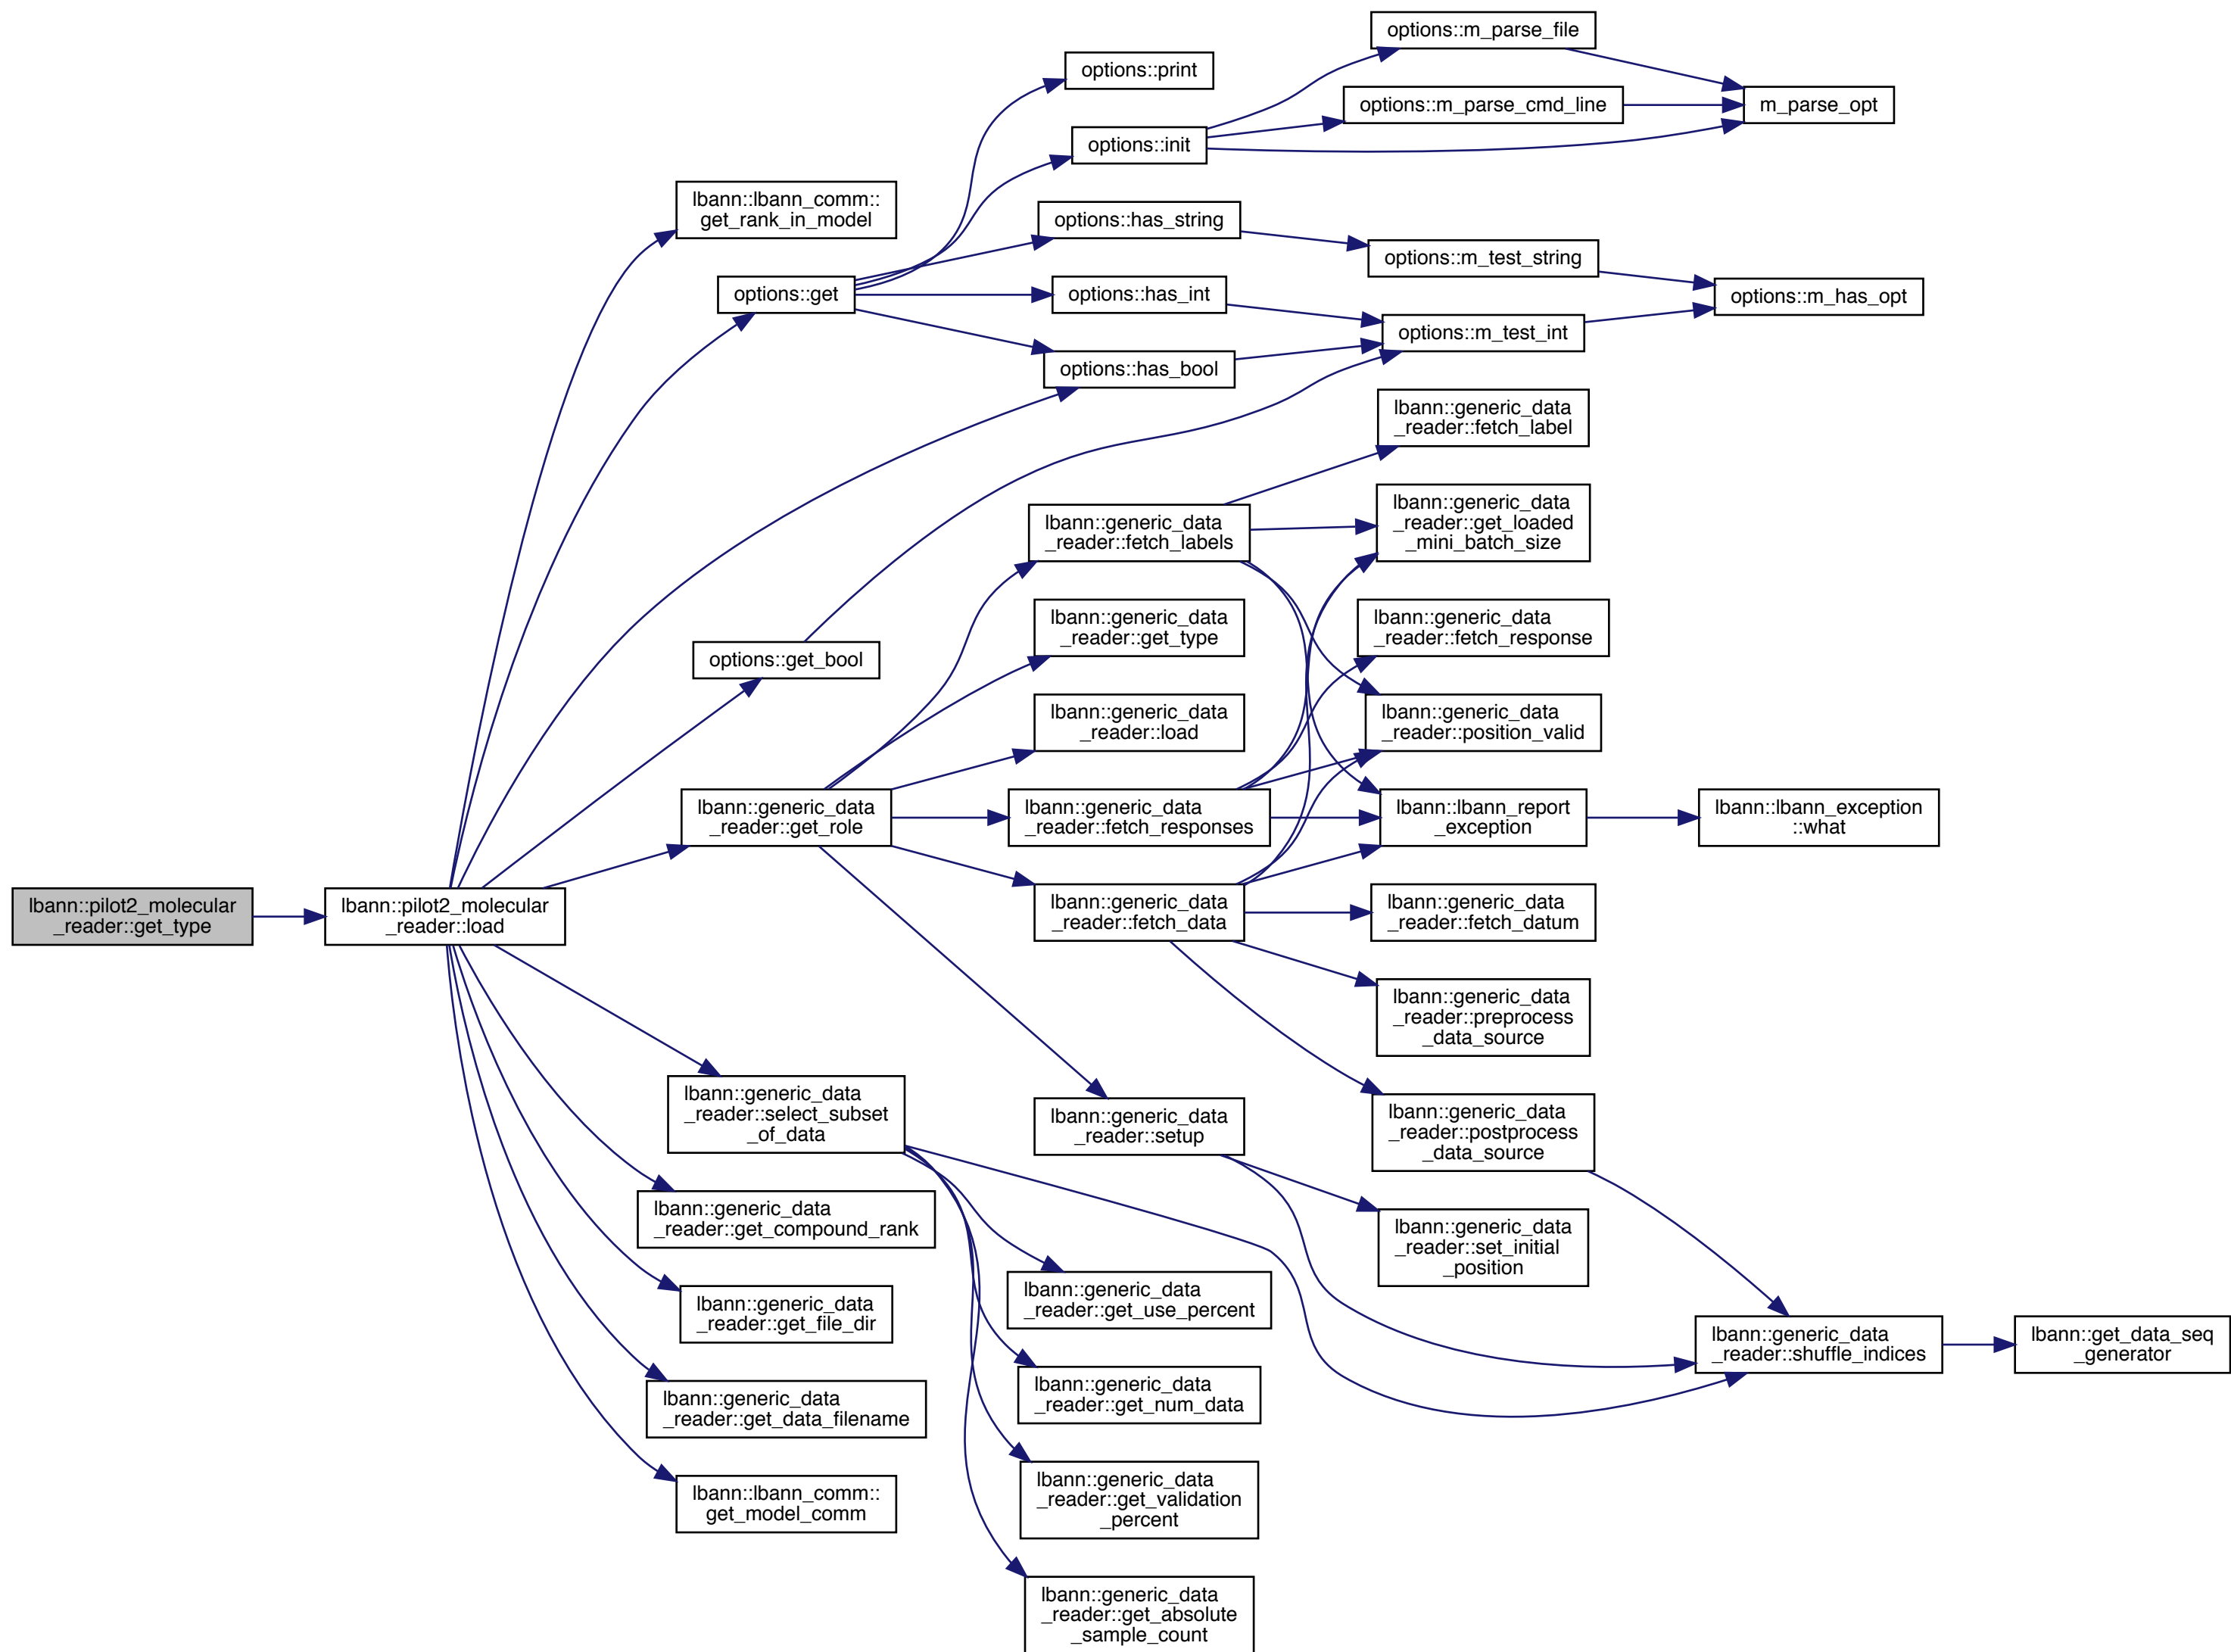 lbann::pilot2_molecular
_reader::get_type
lbann::pilot2_molecular
_reader::load
lbann::lbann_comm::
get_rank_in_model
options::get
options::get_bool
lbann::generic_data
_reader::get_role
lbann::generic_data
_reader::select_subset
_of_data
lbann::generic_data
_reader::get_compound_rank
lbann::generic_data
_reader::get_file_dir
lbann::generic_data
_reader::get_data_filename
lbann::lbann_comm::
get_model_comm
options::print
options::init
options::has_string
options::has_int
options::has_bool
lbann::generic_data
_reader::fetch_labels
lbann::generic_data
_reader::get_type
lbann::generic_data
_reader::load
lbann::generic_data
_reader::fetch_responses
lbann::generic_data
_reader::fetch_data
lbann::generic_data
_reader::setup
lbann::generic_data
_reader::get_use_percent
lbann::generic_data
_reader::get_num_data
lbann::generic_data
_reader::get_validation
_percent
lbann::generic_data
_reader::get_absolute
_sample_count
options::m_parse_file
options::m_parse_cmd_line
options::m_test_string
options::m_test_int
lbann::generic_data
_reader::fetch_label
lbann::generic_data
_reader::get_loaded
_mini_batch_size
lbann::generic_data
_reader::fetch_response
lbann::generic_data
_reader::position_valid
lbann::lbann_report
_exception
lbann::generic_data
_reader::fetch_datum
lbann::generic_data
_reader::preprocess
_data_source
lbann::generic_data
_reader::postprocess
_data_source
lbann::generic_data
_reader::set_initial
_position
m_parse_opt
options::m_has_opt
lbann::lbann_exception
::what
lbann::generic_data
_reader::shuffle_indices
lbann::get_data_seq
_generator